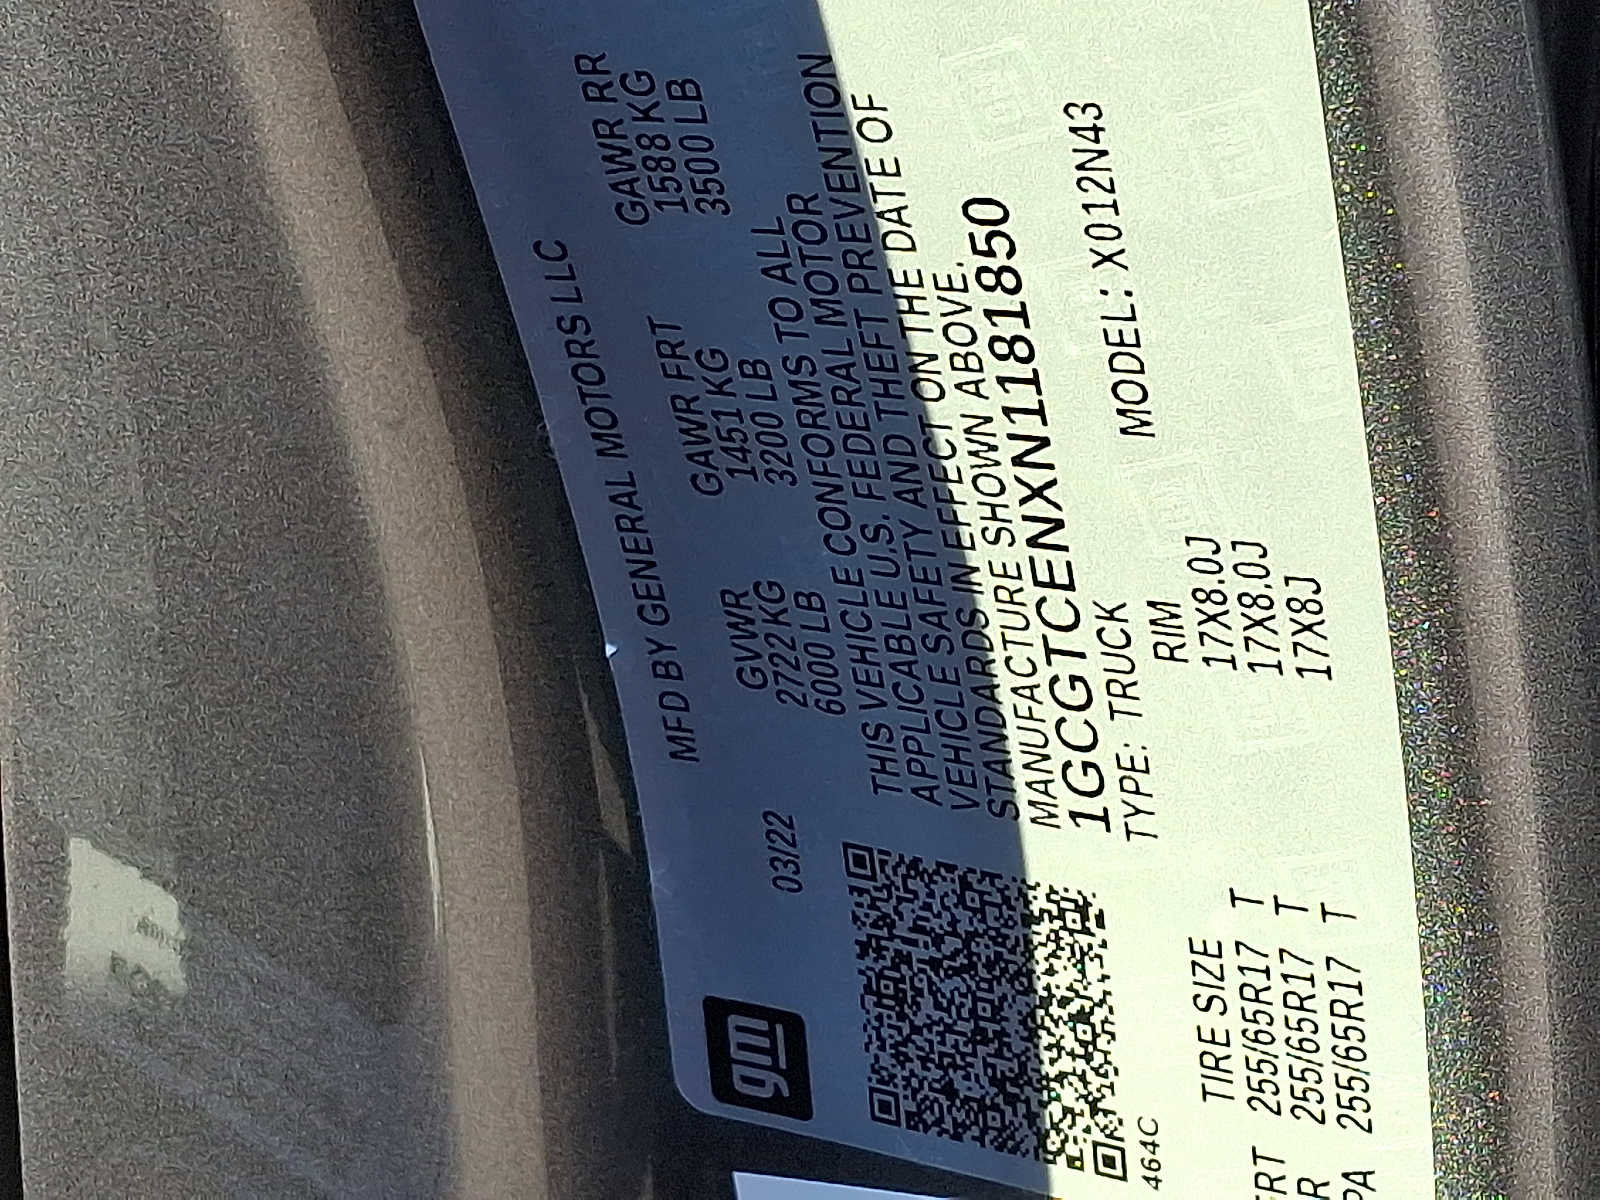 gm
MFD BY GENERAL MOTORS LLC
03/22 GVWR GAWR FRT GAWR RR
2722 KG 1451 KG 1588 KG
6000 LB 3200 LB 3500 LB
THIS VEHICLE CONFORMS TO ALL
APPLICABLE U.S. FEDERAL MOTOR
VEHICLE SAFETY AND THEFT PREVENTION
STANDARDS IN EFFECT ON THE DATE OF
MANUFACTURE SHOWN ABOVE.
1GCGTCENXN1181850
TYPE: TRUCK MODEL: X012N43
464C
TIRE SIZE RIM
FRT 255/65R17 T 17X8.0J
R 255/65R17 T 17X8.0J
PA 255/65R17 T 17X8J